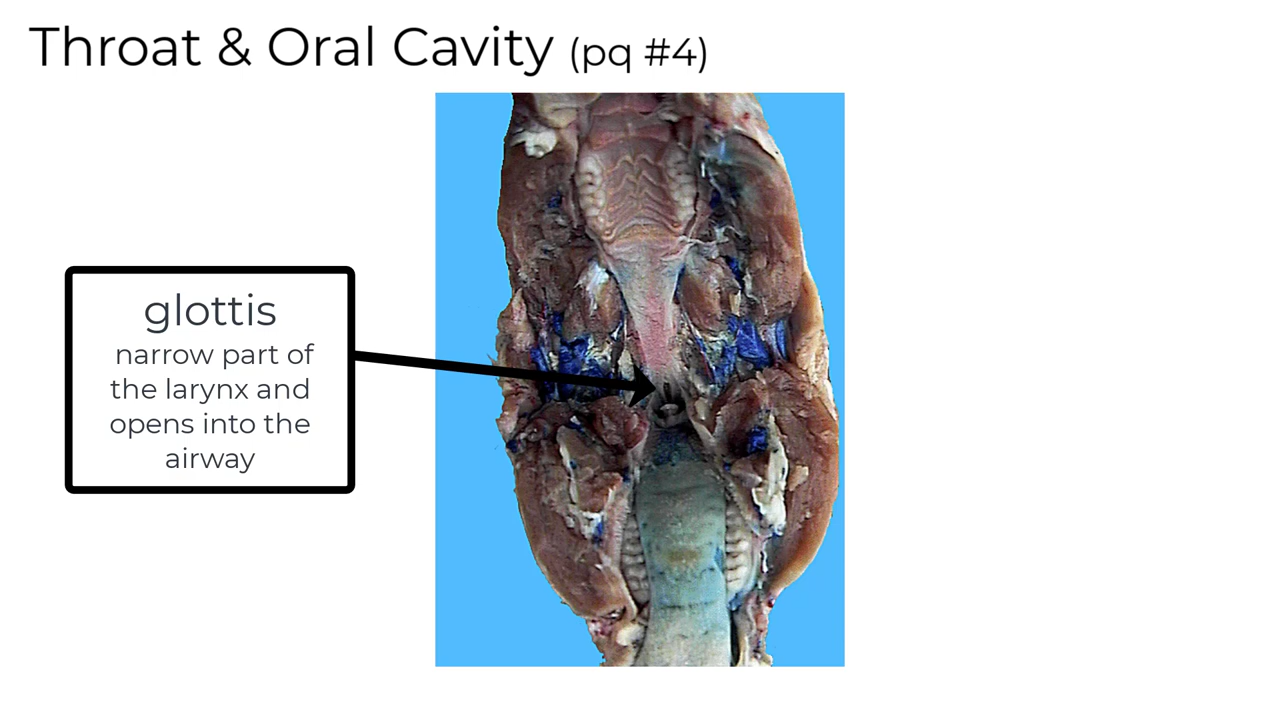 Throat & Oral Cavity (pq #4)
glottis
narrow part of
the larynx and
opens into the
airway